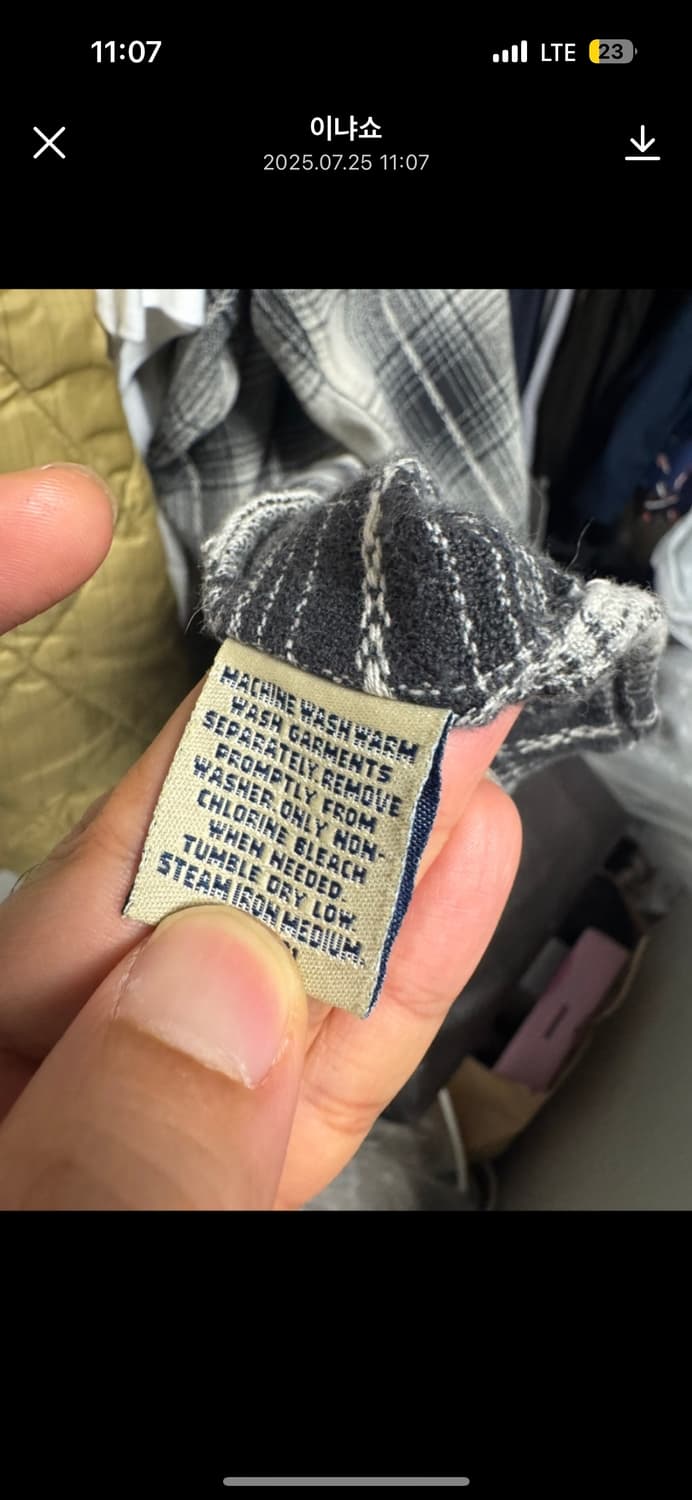 11:07
LTE 23
이냐쇼
2025.07.25 11:07
MACHINE WASH WARM
WASH GARMENTS
SEPARATELY. REMOVE
PROMPTLY FROM
WASHER ONLY NON-
CHLORINE BLEACH
WHEN NEEDED.
TUMBLE DRY LOW.
STEAM IRON MEDIUM.